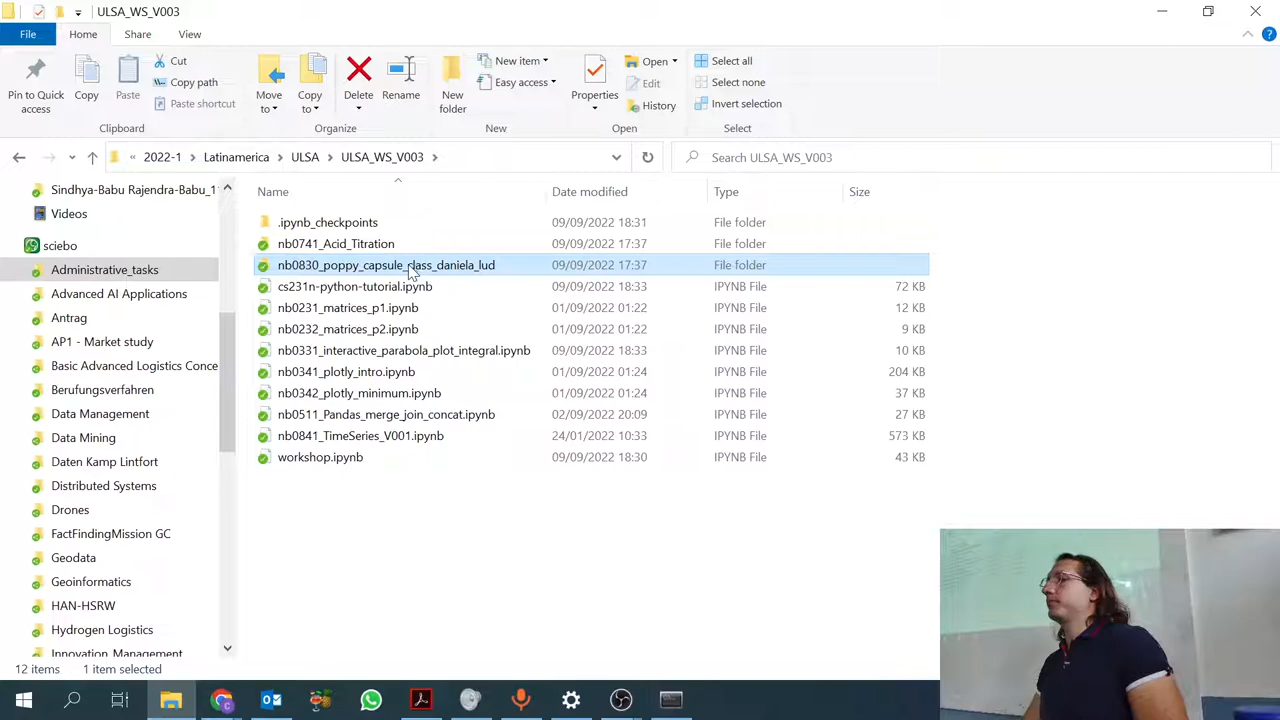 ULSA_WS_V003
File Home Share View
Pin to Quick access
Copy
Paste
Cut
Copy path
Paste shortcut
Clipboard
Move to
Copy to
Delete
Rename
Organize
New folder
New item
Easy access
New
Properties
Open
Edit
History
Open
Select all
Select none
Invert selection
Select
« 2022-1 > Latinamerica > ULSA > ULSA_WS_V003 >
Search ULSA_WS_V003
Name Date modified Type Size
.ipynb_checkpoints 09/09/2022 18:31 File folder
nb0741_Acid_Titration 09/09/2022 17:37 File folder
nb0830_poppy_capsule_class_daniela_lud 09/09/2022 17:37 File folder
cs231n-python-tutorial.ipynb 09/09/2022 18:33 IPYNB File 72 KB
nb0231_matrices_p1.ipynb 01/09/2022 01:22 IPYNB File 12 KB
nb0232_matrices_p2.ipynb 01/09/2022 01:22 IPYNB File 9 KB
nb0331_interactive_parabola_plot_integral.ipynb 09/09/2022 18:33 IPYNB File 10 KB
nb0341_plotly_intro.ipynb 01/09/2022 01:24 IPYNB File 204 KB
nb0342_plotly_minimum.ipynb 01/09/2022 01:24 IPYNB File 37 KB
nb0511_Pandas_merge_join_concat.ipynb 02/09/2022 20:09 IPYNB File 27 KB
nb0841_TimeSeries_V001.ipynb 24/01/2022 10:33 IPYNB File 573 KB
workshop.ipynb 09/09/2022 18:30 IPYNB File 43 KB
Sindhya-Babu Rajendra-Babu_1
Videos
sciebo
Administrative_tasks
Advanced AI Applications
Antrag
AP1 - Market study
Basic Advanced Logistics Conce
Berufungsverfahren
Data Management
Data Mining
Daten Kamp Lintfort
Distributed Systems
Drones
FactFindingMission GC
Geodata
Geoinformatics
HAN-HSRW
Hydrogen Logistics
Innovation_Management
12 items 1 item selected